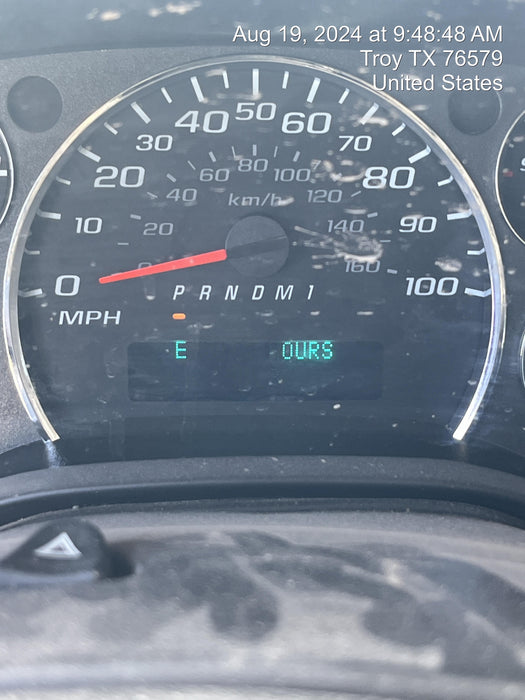 Aug 19, 2024 at 9:48:48 AM
Troy TX 76579
United States
40 50 60
30 70
20 80
60 80 100
40 km/h 120
10 20 140 90
0 160 100
P R N D M 1
MPH
E OURS